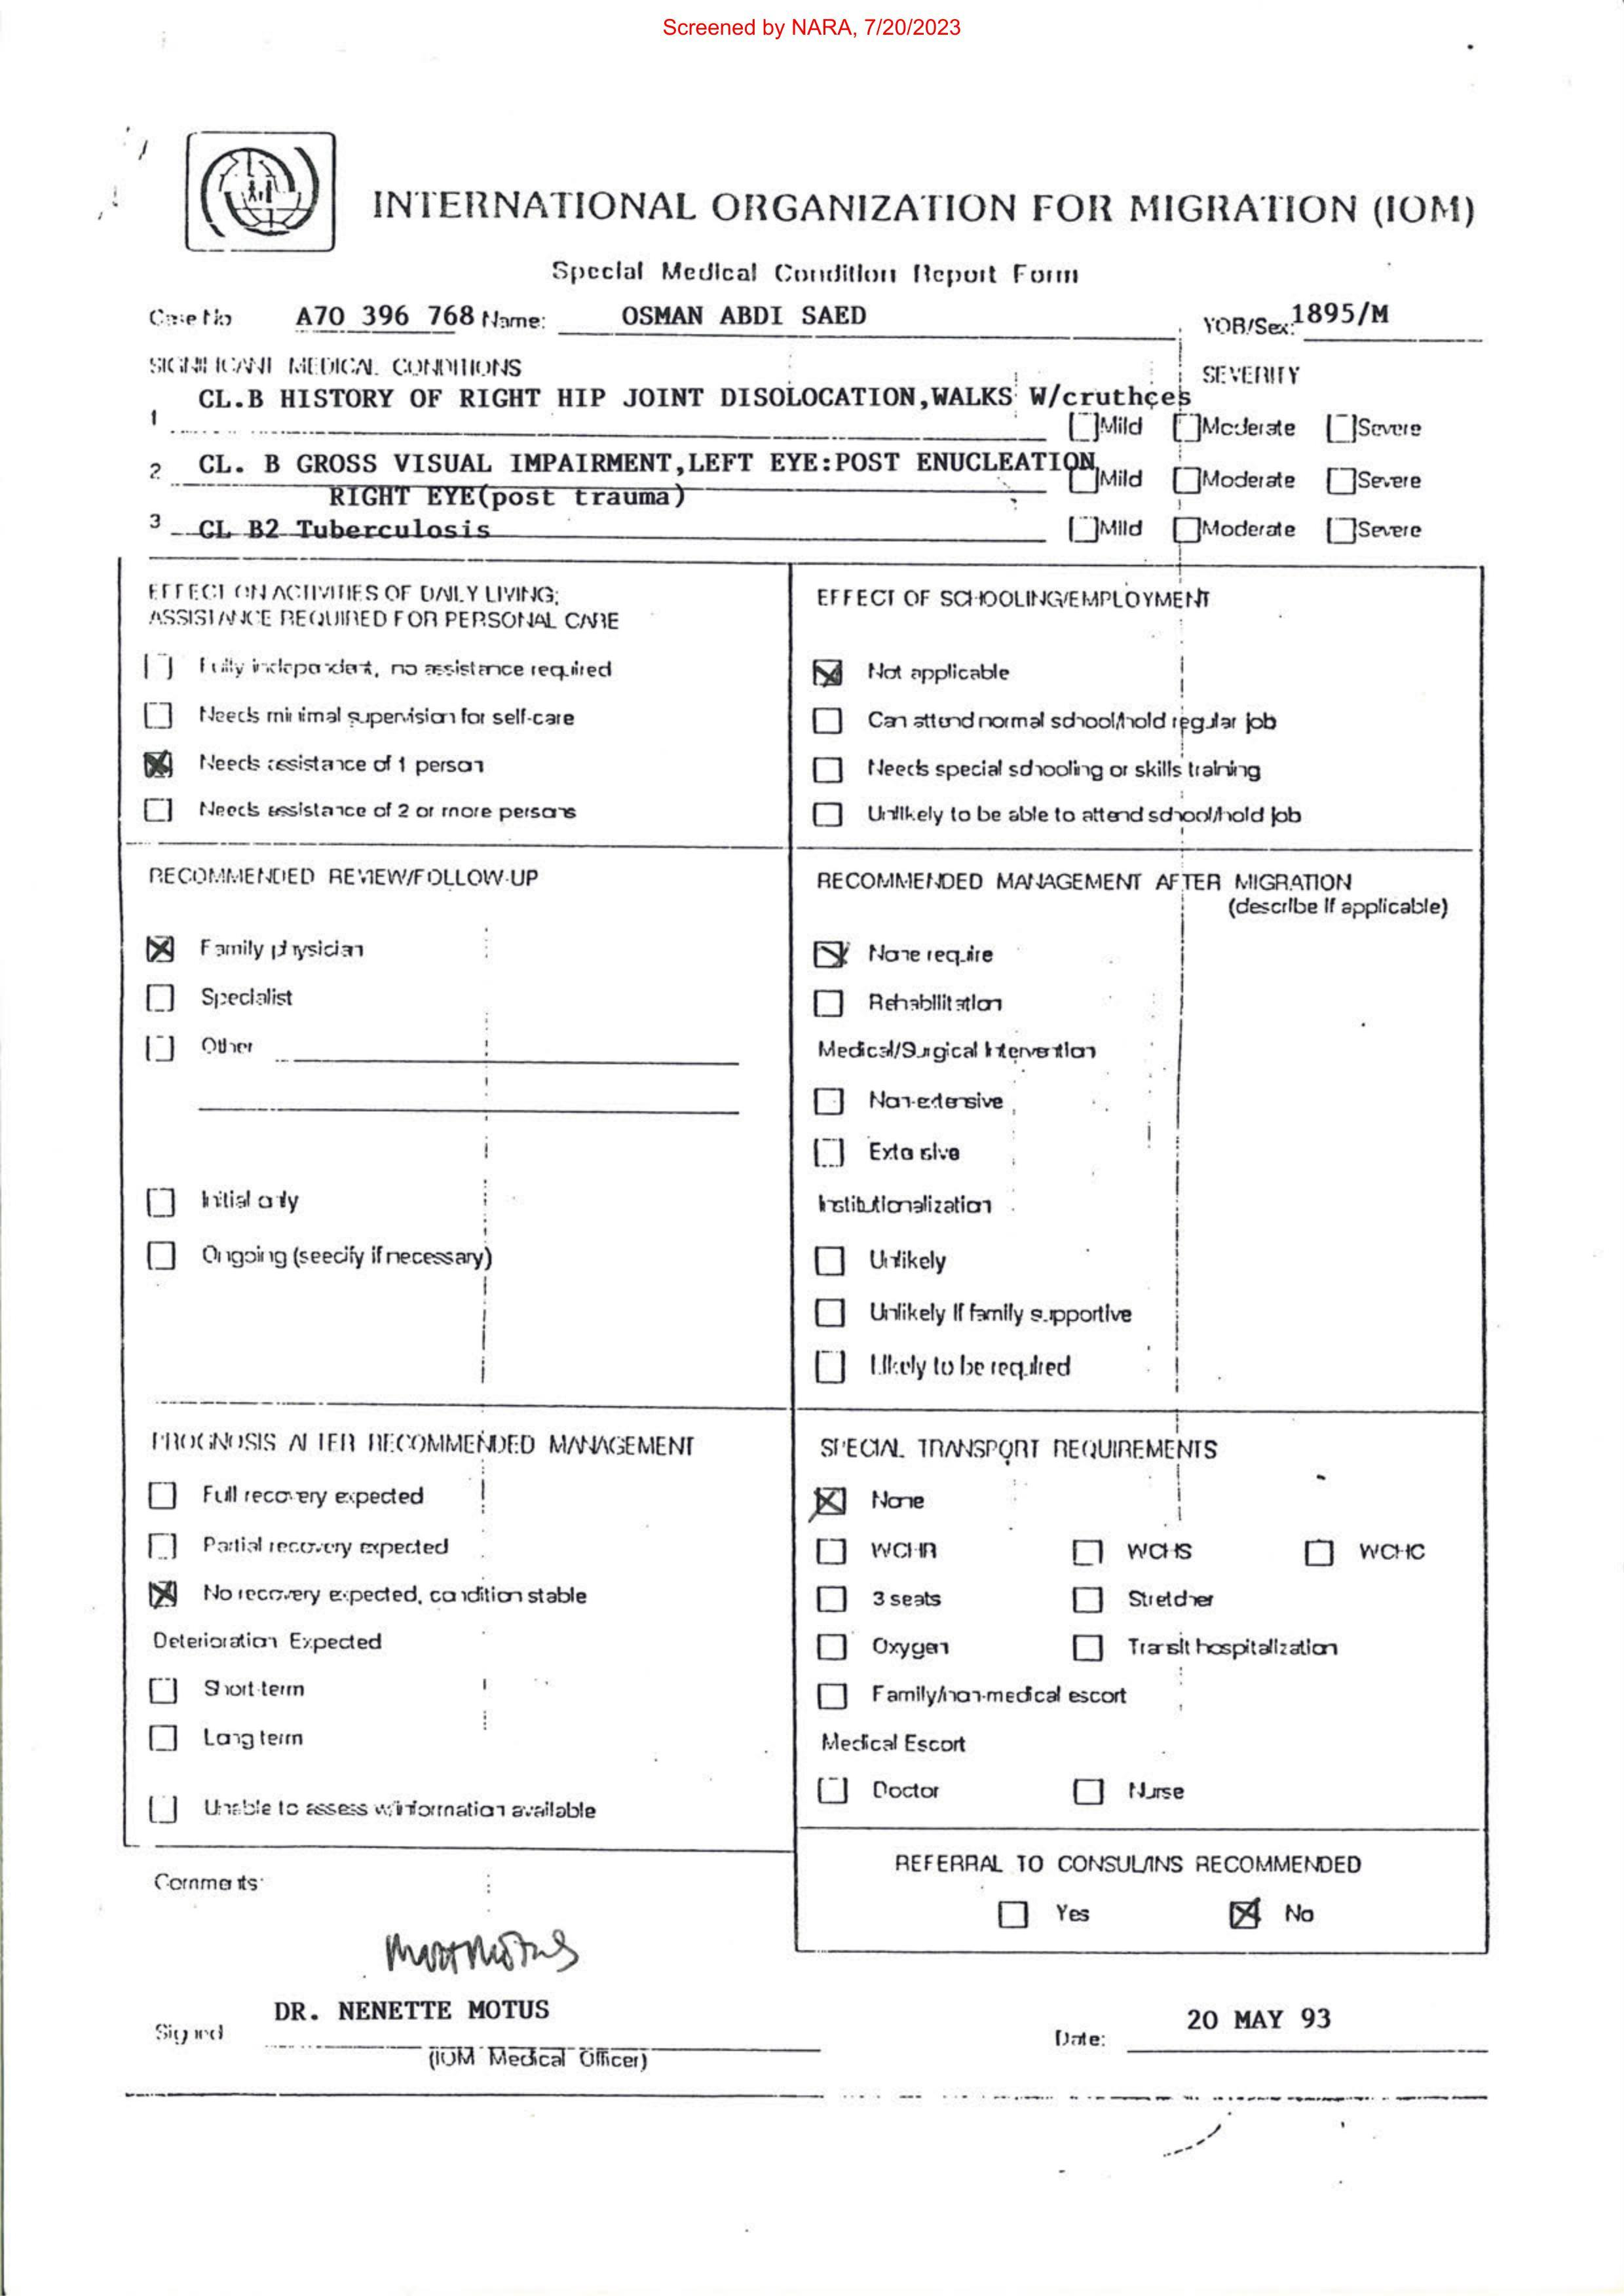 Screened by NARA, 7/20/2023
INTERNATIONAL ORGANIZATION FOR MIGRATION (IOM)
Special Medical Condition Report Form
Case No A70 396 768 Name: OSMAN ABDI SAED YOB/Sex: 1895/M
SIGNIFICANT MEDICAL CONDITIONS SEVERITY
CL.B HISTORY OF RIGHT HIP JOINT DISOLOCATION,WALKS W/cruthces
1 Mild Moderate Severe
2 CL. B GROSS VISUAL IMPAIRMENT,LEFT EYE:POST ENUCLEATION Mild Moderate Severe
RIGHT EYE(post trauma)
3 CL B2 Tuberculosis Mild Moderate Severe
EFFECT ON ACTIVITIES OF DAILY LIVING;
ASSISTANCE REQUIRED FOR PERSONAL CARE
Fully independent, no assistance required
Needs minimal supervision for self-care
Needs assistance of 1 person
Needs assistance of 2 or more persons
EFFECT OF SCHOOLING/EMPLOYMENT
Not applicable
Can attend normal school/hold regular job
Needs special schooling or skills training
Unlikely to be able to attend school/hold job
RECOMMENDED REVIEW/FOLLOW-UP
Family physician
Specialist
Other
Initial only
Ongoing (seecify if necessary)
RECOMMENDED MANAGEMENT AFTER MIGRATION
(describe if applicable)
None require
Rehabilitation
Medical/Surgical Intervention
Non-extensive
Extensive
Institutionalization
Unlikely
Unlikely If family supportive
Likely to be required
PROGNOSIS AFTER RECOMMENDED MANAGEMENT
Full recovery expected
Partial recovery expected
No recovery expected, condition stable
Deterioration Expected
Short-term
Long term
Unable to assess w/information available
SPECIAL TRANSPORT REQUIREMENTS
None
WCHR WCHS WCHC
3 seats Stretcher
Oxygen Transit hospitalization
Family/non-medical escort
Medical Escort
Doctor Nurse
REFERRAL TO CONSUL/INS RECOMMENDED
Yes No
Comments:
DR. NENETTE MOTUS
Signed
(IOM Medical Officer)
Date: 20 MAY 93